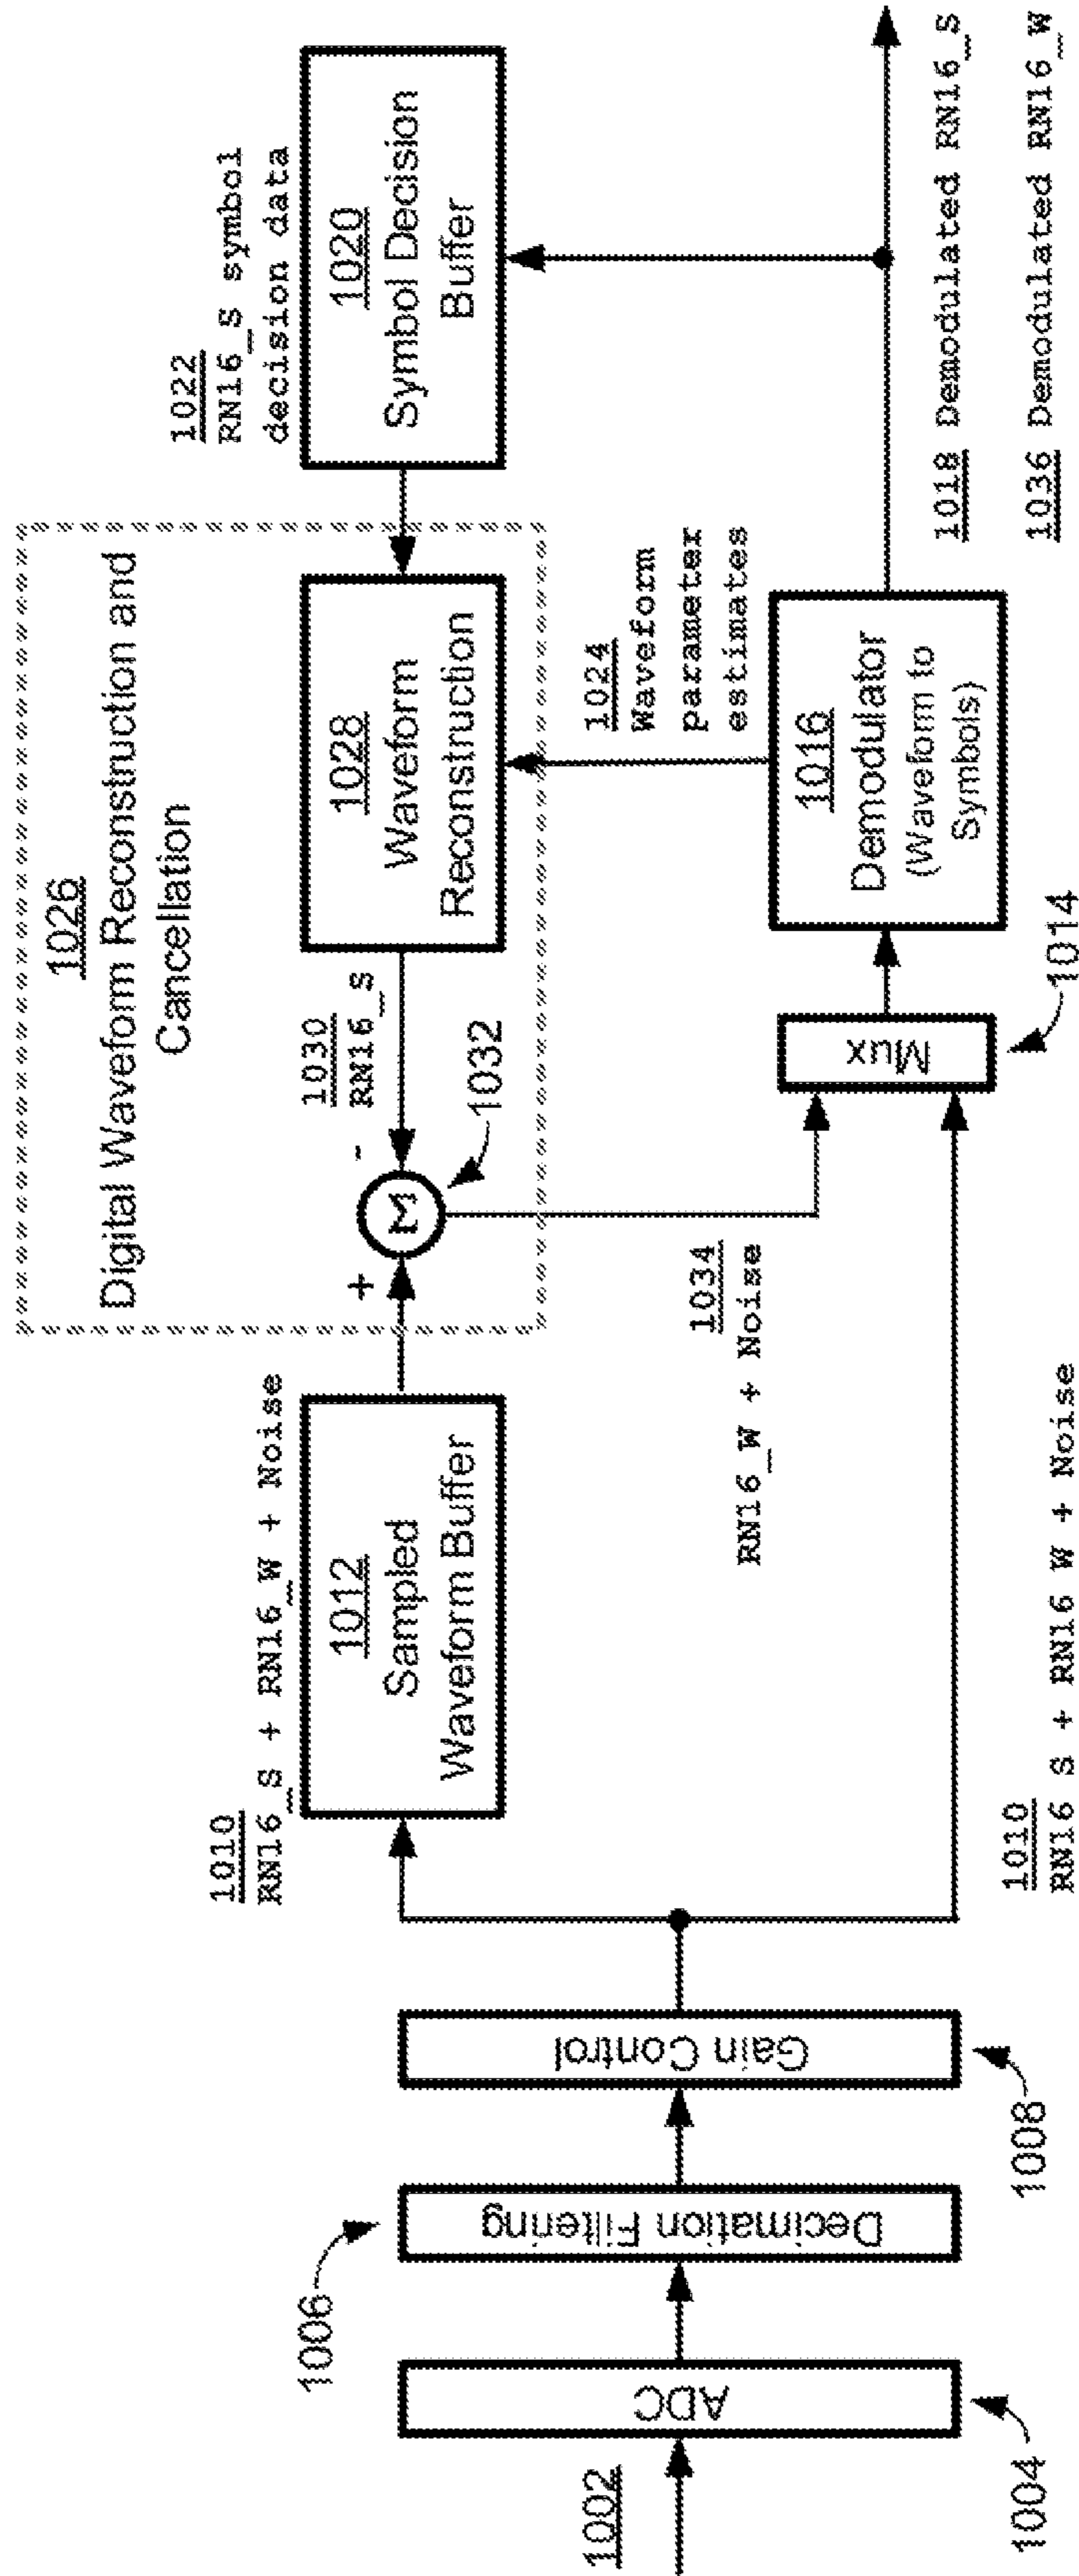 1002
1004
ADC
1006
Decimation Filtering
1008
Gain Control
1010
RN16_S + RN16_W + Noise
1012
Sampled
Waveform Buffer
1010
RN16 S + RN16 W + Noise
1026
Digital Waveform Reconstruction and
Cancellation
+
-
Σ
1032
1030
RN16_S
1028
Waveform
Reconstruction
1022
RN16_S symbol
decision data
1020
Symbol Decision
Buffer
1034
RN16_W + Noise
Mux
1014
1024
Waveform
parameter
estimates
1016
Demodulator
(Waveform to
Symbols)
1018 Demodulated RN16_S
1036 Demodulated RN16_W